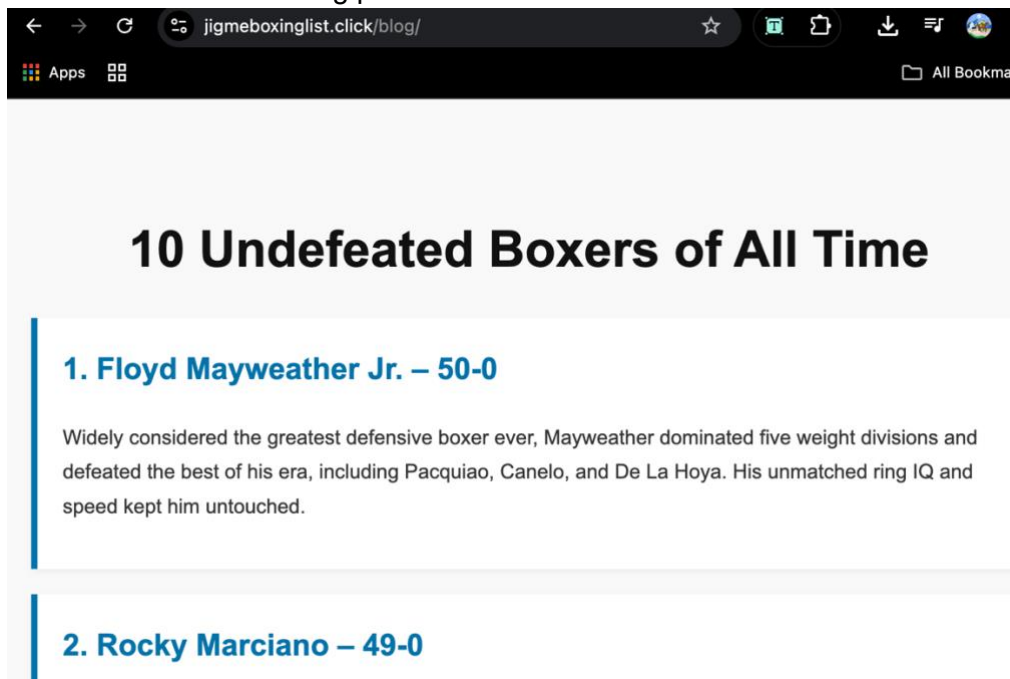 jigmeboxinglist.click/blog/
Apps
All Bookma
10 Undefeated Boxers of All Time
1. Floyd Mayweather Jr. – 50-0
Widely considered the greatest defensive boxer ever, Mayweather dominated five weight divisions and
defeated the best of his era, including Pacquiao, Canelo, and De La Hoya. His unmatched ring IQ and
speed kept him untouched.
2. Rocky Marciano – 49-0